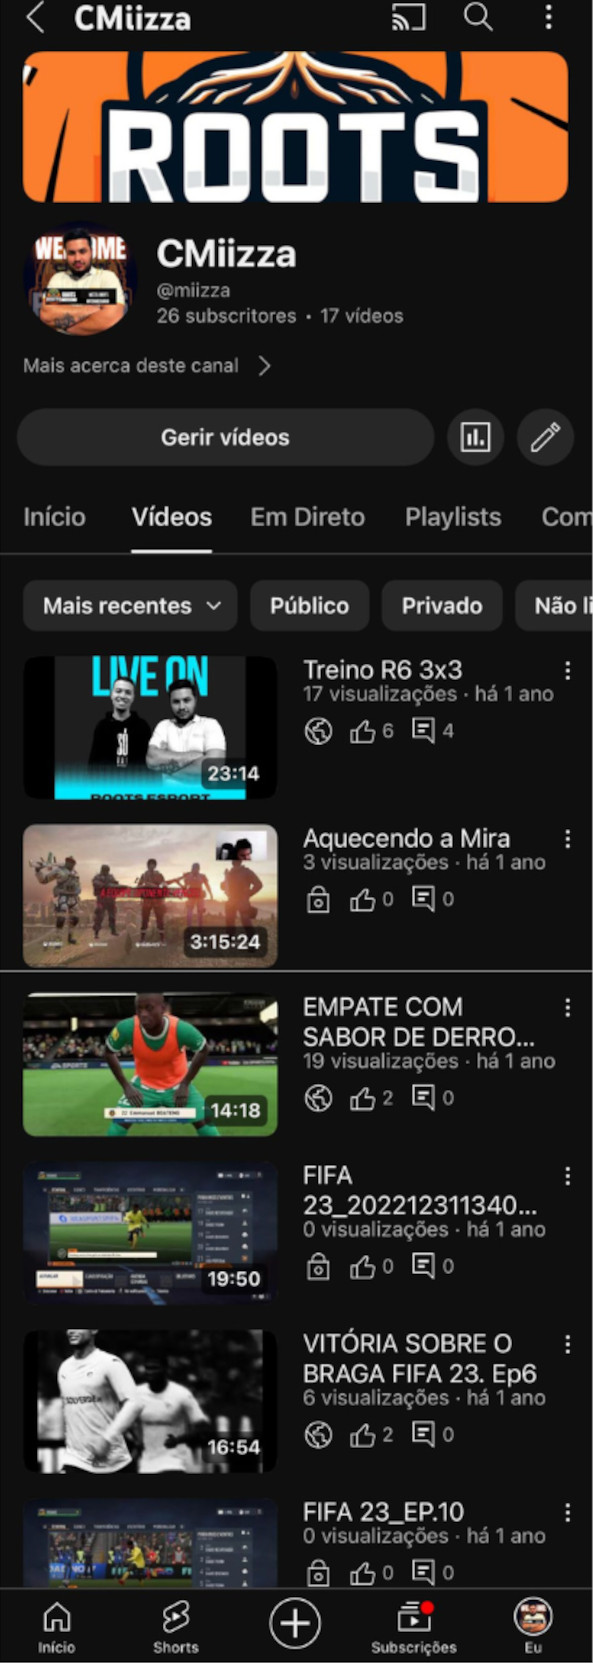 CMiizza
ROOTS
CMiizza
@miizza
26 subscritores • 17 vídeos
Mais acerca deste canal
Gerir vídeos
Início Vídeos Em Direto Playlists Com
Mais recentes Público Privado Não li
LIVE ON
SÓ
23:14
ROOTS ESPORT
Treino R6 3x3
17 visualizações · há 1 ano
6 4
3:15:24
Aquecendo a Mira
3 visualizações · há 1 ano
0 0
14:18
EMPATE COM
SABOR DE DERRO...
19 visualizações · há 1 ano
2 0
19:50
FIFA
23_202212311340...
0 visualizações · há 1 ano
0 0
16:54
VITÓRIA SOBRE O
BRAGA FIFA 23. Ep6
6 visualizações · há 1 ano
2 0
FIFA 23_EP.10
0 visualizações · há 1 ano
0 0
Início Shorts Subscrições Eu